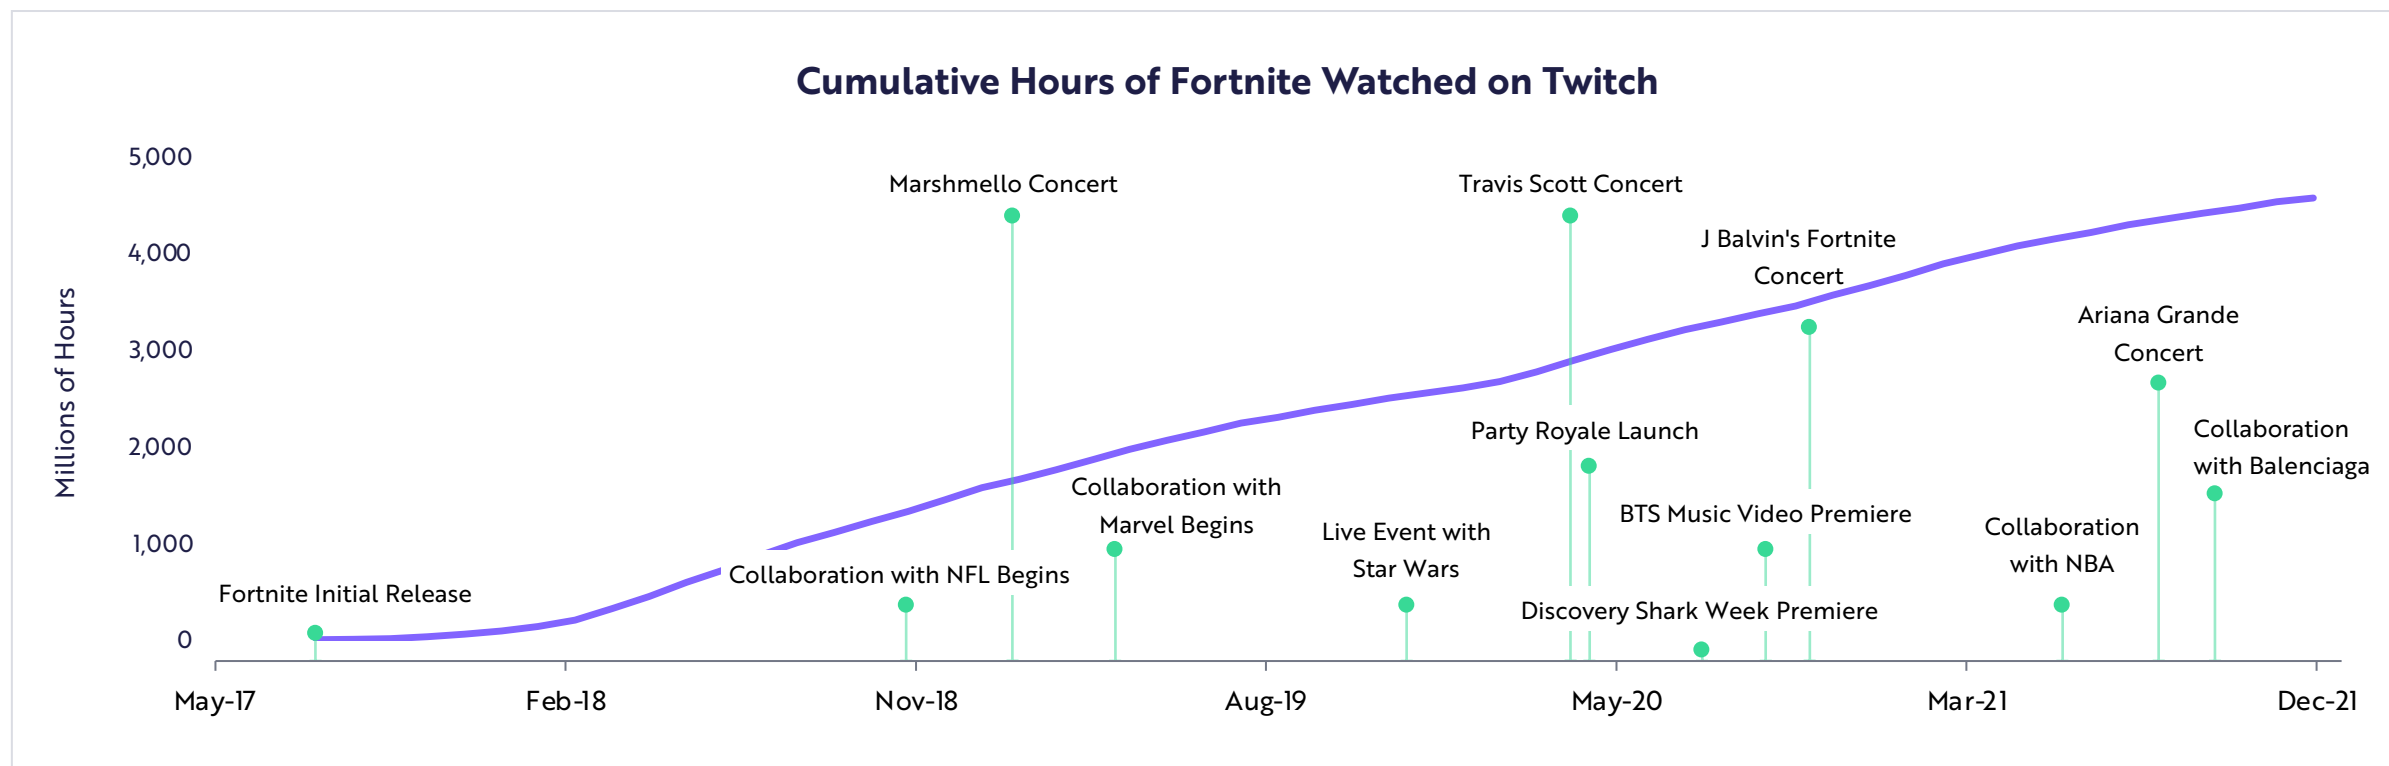 Cumulative Hours of Fortnite Watched on Twitch
Millions of Hours
5,000
4,000
3,000
2,000
1,000
0
Marshmello Concert
Travis Scott Concert
J Balvin's Fortnite
Concert
Ariana Grande
Concert
Party Royale Launch
Collaboration
with Balenciaga
Collaboration with
Marvel Begins
Live Event with
Star Wars
BTS Music Video Premiere
Collaboration
with NBA
Collaboration with NFL Begins
Fortnite Initial Release
Discovery Shark Week Premiere
May-17
Feb-18
Nov-18
Aug-19
May-20
Mar-21
Dec-21